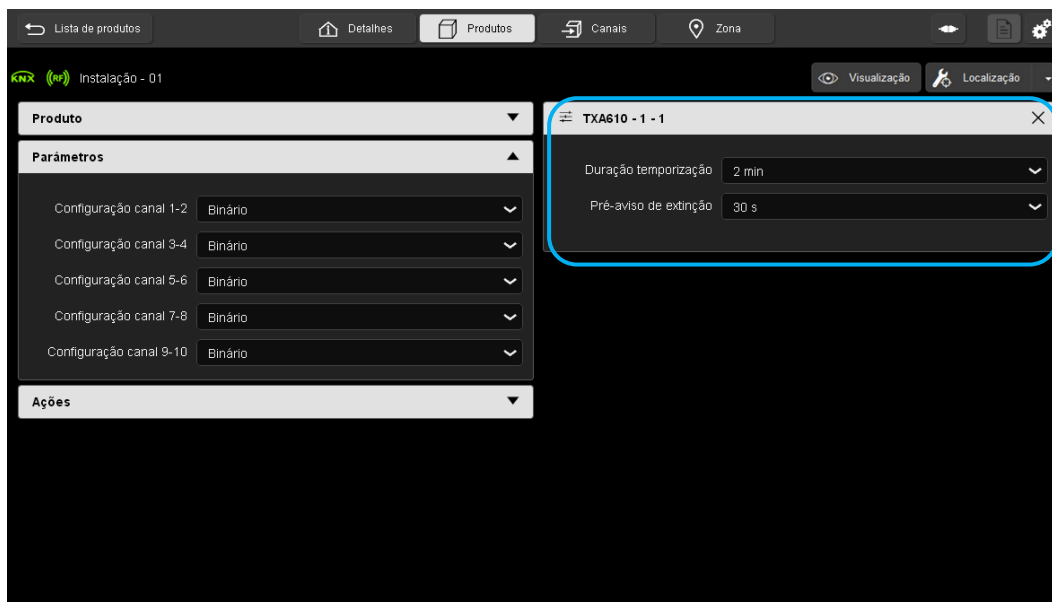 Lista de produtos
Detalhes
Produtos
Canais
Zona
KNX ((RF)) Instalação - 01
Visualização
Localização
Produto
TXA610 - 1 - 1
Parâmetros
Duração temporização 2 min
Pré-aviso de extinção 30 s
Configuração canal 1-2 Binário
Configuração canal 3-4 Binário
Configuração canal 5-6 Binário
Configuração canal 7-8 Binário
Configuração canal 9-10 Binário
Ações